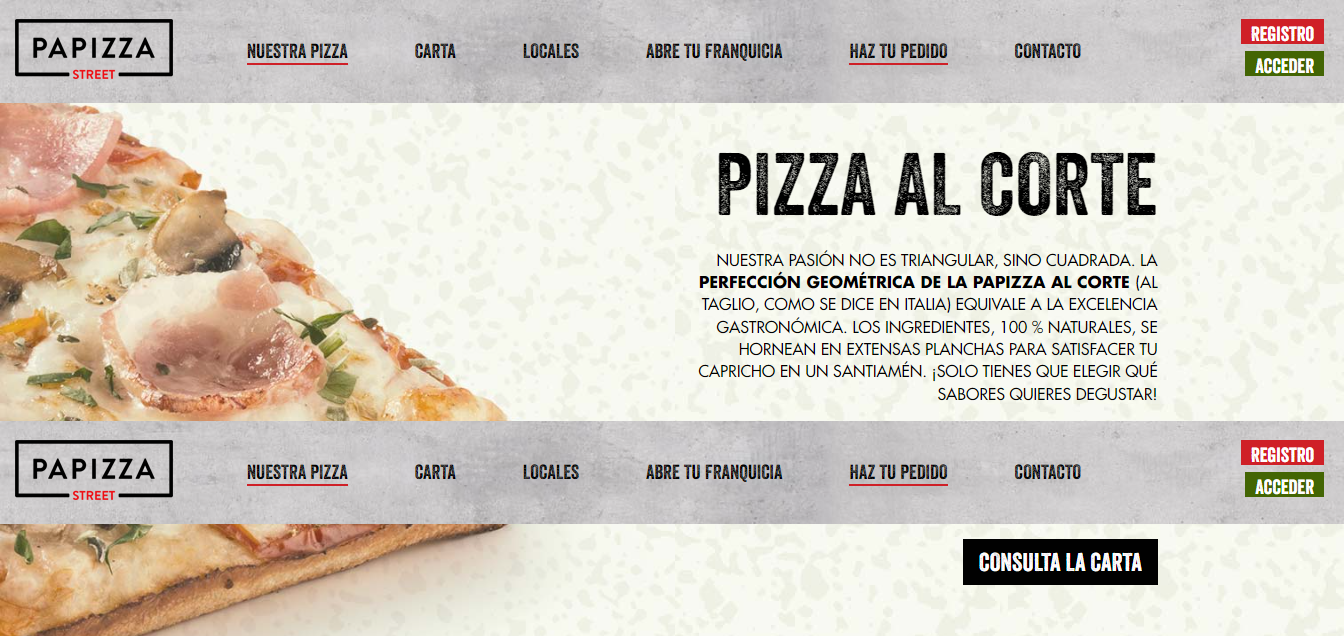 PAPIZZA
STREET
NUESTRA PIZZA CARTA LOCALES ABRE TU FRANQUICIA HAZ TU PEDIDO CONTACTO
REGISTRO
ACCEDER
PIZZA AL CORTE
NUESTRA PASIÓN NO ES TRIANGULAR, SINO CUADRADA. LA
PERFECCIÓN GEOMÉTRICA DE LA PAPIZZA AL CORTE (AL
TAGLIO, COMO SE DICE EN ITALIA) EQUIVALE A LA EXCELENCIA
GASTRONÓMICA. LOS INGREDIENTES, 100 % NATURALES, SE
HORNEAN EN EXTENSAS PLANCHAS PARA SATISFACER TU
CAPRICHO EN UN SANTIAMÉN. ¡SOLO TIENES QUE ELEGIR QUÉ
SABORES QUIERES DEGUSTAR!
PAPIZZA
STREET
NUESTRA PIZZA CARTA LOCALES ABRE TU FRANQUICIA HAZ TU PEDIDO CONTACTO
REGISTRO
ACCEDER
CONSULTA LA CARTA